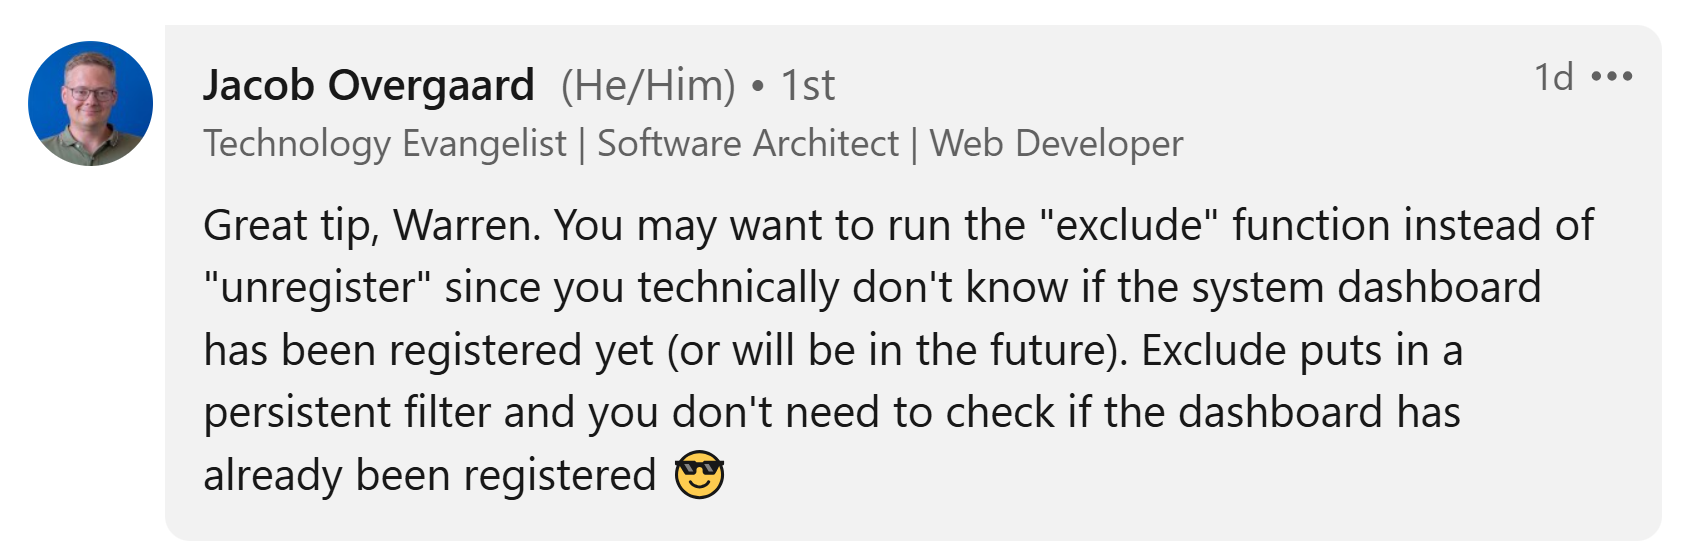 Jacob Overgaard (He/Him) • 1st
1d •••
Technology Evangelist | Software Architect | Web Developer
Great tip, Warren. You may want to run the "exclude" function instead of
"unregister" since you technically don't know if the system dashboard
has been registered yet (or will be in the future). Exclude puts in a
persistent filter and you don't need to check if the dashboard has
already been registered 😎